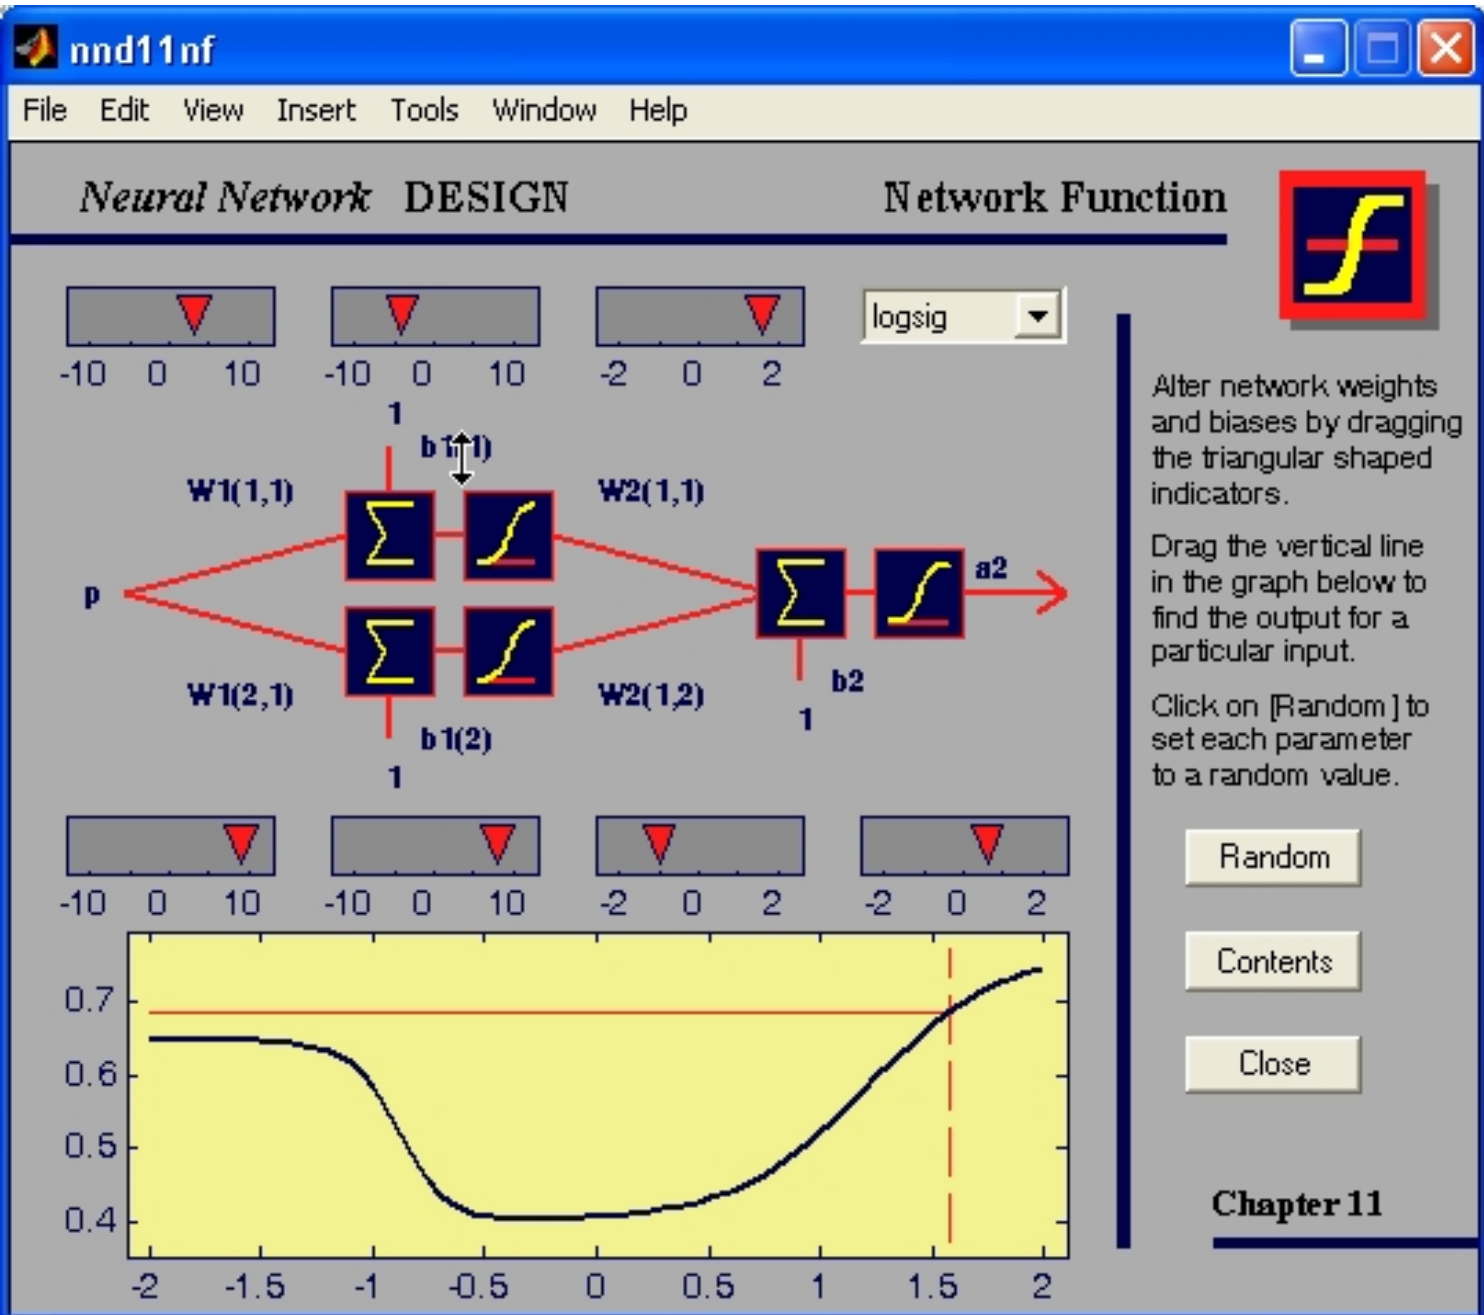 nnd11nf
File Edit View Insert Tools Window Help
Neural Network DESIGN Network Function
logsig
-10 0 10 -10 0 10 -2 0 2
1
b1(1)
W1(1,1) W2(1,1)
p
a2
W1(2,1) W2(1,2)
b2
b1(2)
1
1
Alter network weights
and biases by dragging
the triangular shaped
indicators.
Drag the vertical line
in the graph below to
find the output for a
particular input.
Click on [Random] to
set each parameter
to a random value.
-10 0 10 -10 0 10 -2 0 2 -2 0 2
Random
Contents
Close
0.7
0.6
0.5
0.4
-2 -1.5 -1 -0.5 0 0.5 1 1.5 2
Chapter 11